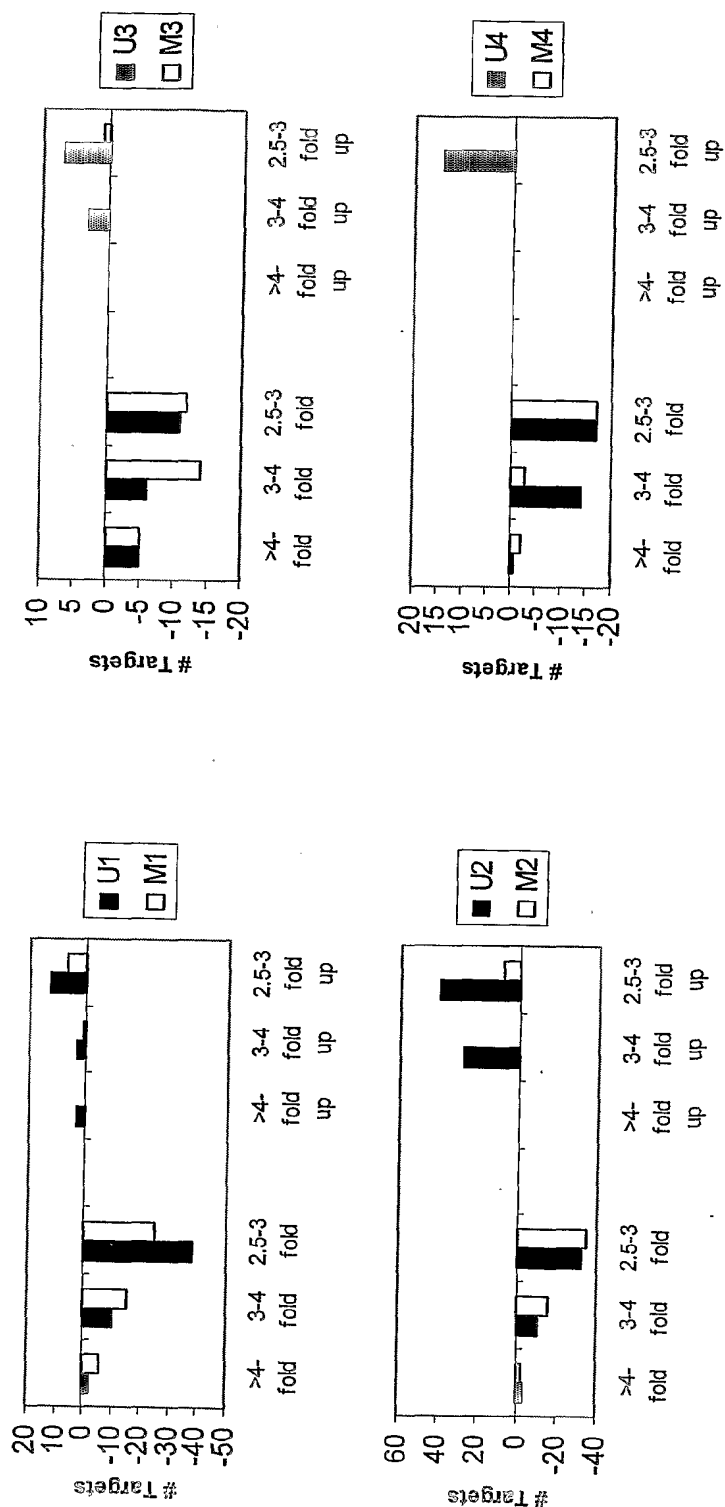 10
5
0
-5
-10
-15
-20
# Targets
>4- 3-4 2.5-3 >4- 3-4 2.5-3
fold fold fold fold fold fold
up up up
U3
M3
20
15
10
5
0
-5
-10
-15
-20
# Targets
>4- 3-4 2.5-3 >4- 3-4 2.5-3
fold fold fold fold fold fold
up up up
U4
M4
20
10
0
-10
-20
-30
-40
-50
# Targets
>4- 3-4 2.5-3 >4- 3-4 2.5-3
fold fold fold fold fold fold
up up up
U1
M1
60
40
20
0
-20
-40
# Targets
>4- 3-4 2.5-3 >4- 3-4 2.5-3
fold fold fold fold fold fold
up up up
U2
M2